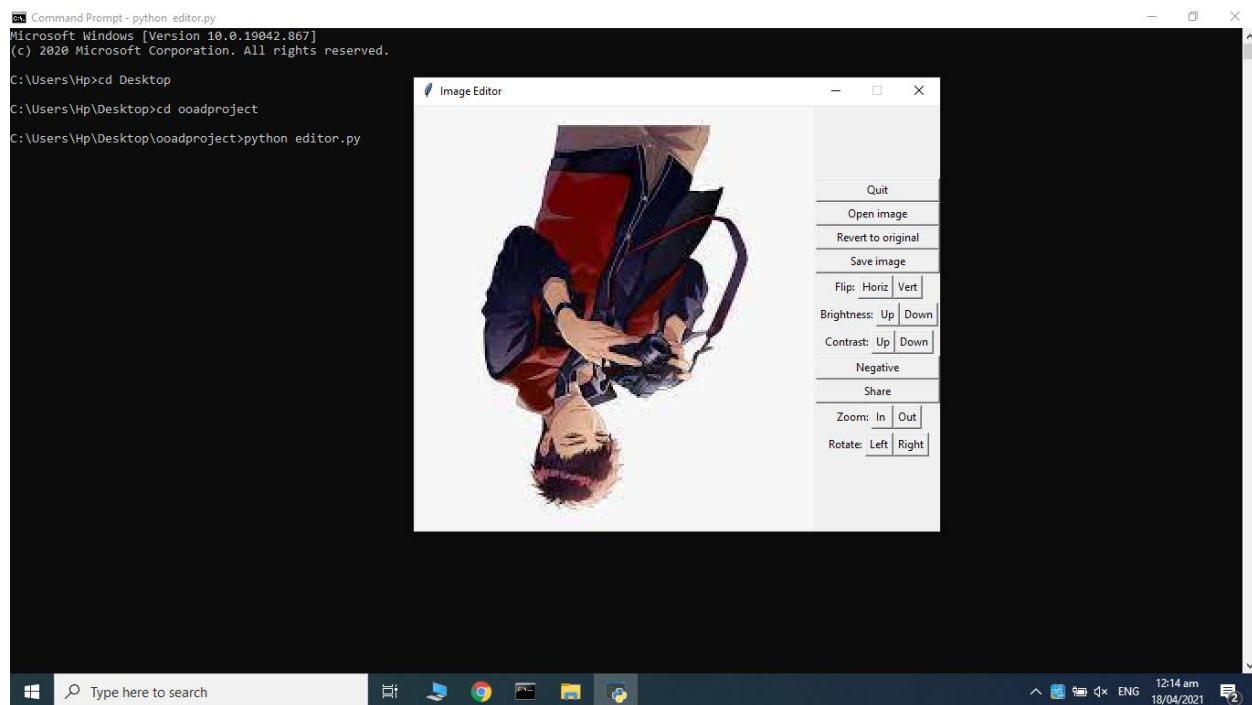 Command Prompt - python  editor.py
Microsoft Windows [Version 10.0.19042.867]
(c) 2020 Microsoft Corporation. All rights reserved.
C:\Users\Hp>cd Desktop
C:\Users\Hp\Desktop>cd ooadproject
C:\Users\Hp\Desktop\ooadproject>python editor.py
Image Editor
Quit
Open image
Revert to original
Save image
Flip: Horiz Vert
Brightness: Up Down
Contrast: Up Down
Negative
Share
Zoom: In Out
Rotate: Left Right
Type here to search
ENG
12:14 am
18/04/2021
2